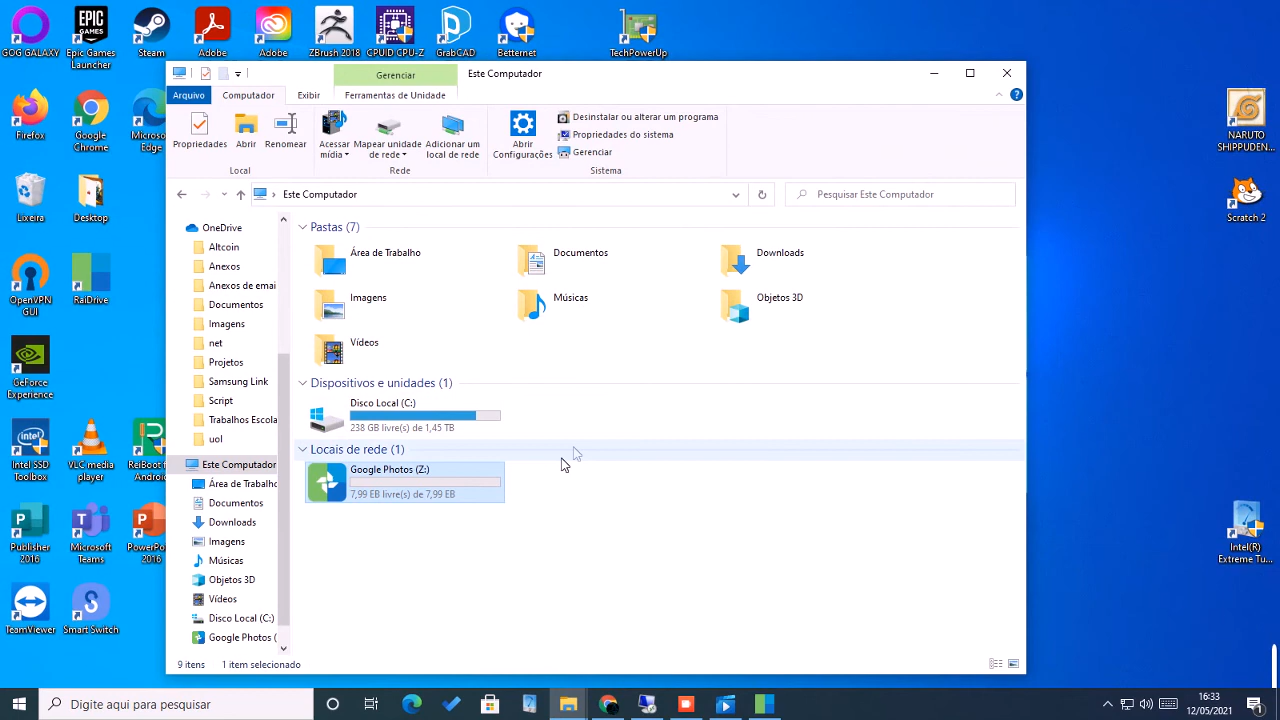 GOG GALAXY
Epic Games
Launcher
Steam
Adobe
Adobe
ZBrush 2018
CPUID CPU-Z
GrabCAD
Betternet
TechPowerUp
Firefox
Google
Chrome
Microsof
Edge
Lixeira
Desktop
OpenVPN
GUI
RaiDrive
GeForce
Experience
Intel SSD
Toolbox
VLC media
player
ReiBoot f
Publisher
2016
Microsoft
Teams
PowerPo
2016
TeamViewer
Smart Switch
NARUTO
SHIPPUDEN...
Scratch 2
Intel(R)
Extreme Tu...
Gerenciar
Este Computador
Arquivo
Computador
Exibir
Ferramentas de Unidade
Propriedades
Abrir
Renomear
Local
Acessar
mídia
Mapear unidade
de rede
Adicionar um
local de rede
Rede
Abrir
Configurações
Desinstalar ou alterar um programa
Propriedades do sistema
Gerenciar
Sistema
Este Computador
Pesquisar Este Computador
OneDrive
Altcoin
Anexos
Anexos de emai
Documentos
Imagens
net
Projetos
Samsung Link
Script
Trabalhos Escola
uol
Este Computador
Área de Trabalho
Documentos
Downloads
Imagens
Músicas
Objetos 3D
Vídeos
Disco Local (C:)
Google Photos (
Pastas (7)
Área de Trabalho
Documentos
Downloads
Imagens
Músicas
Objetos 3D
Vídeos
Dispositivos e unidades (1)
Disco Local (C:)
238 GB livre(s) de 1,45 TB
Locais de rede (1)
Google Photos (Z:)
7,99 EB livre(s) de 7,99 EB
9 itens
1 item selecionado
Digite aqui para pesquisar
16:33
12/05/2021
1